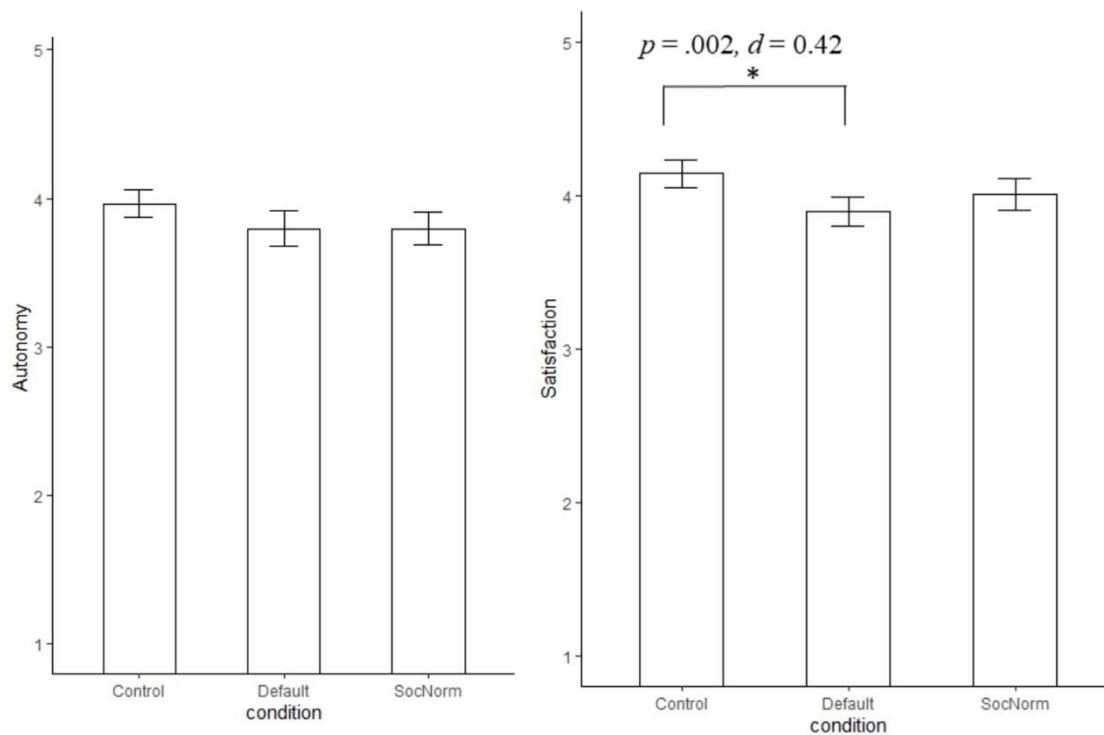 5
4
3
2
1
Autonomy
Control Default SocNorm
condition
p = .002, d = 0.42
*
5
4
3
2
1
Satisfaction
Control Default SocNorm
condition